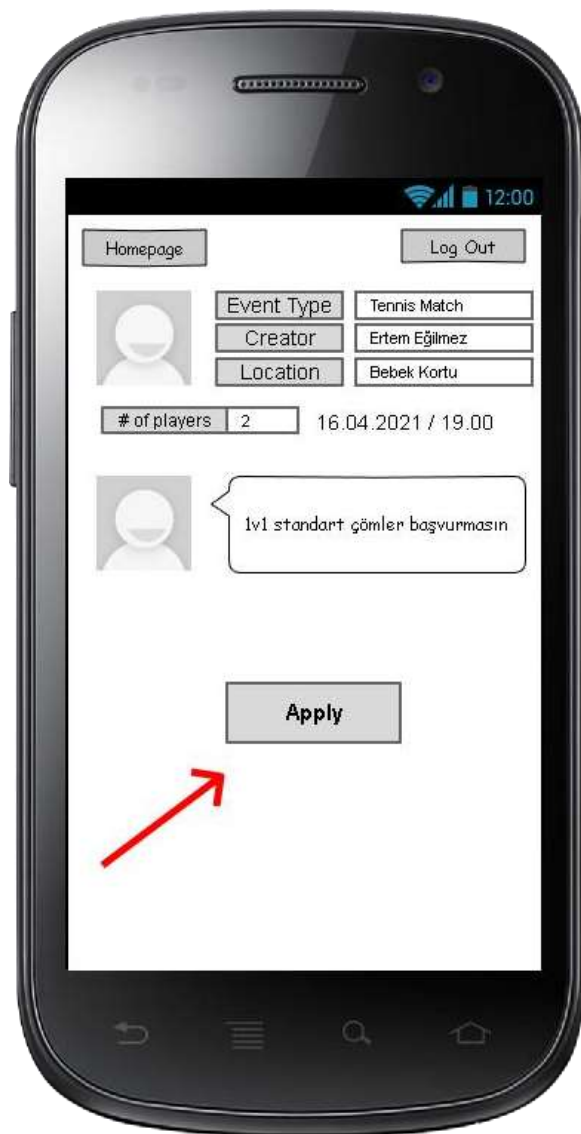 12:00
Homepage
Log Out
Event Type Tennis Match
Creator Ertem Eğilmez
Location Bebek Kortu
# of players 2 16.04.2021 / 19.00
1v1 standart çömler başvurmasın
Apply